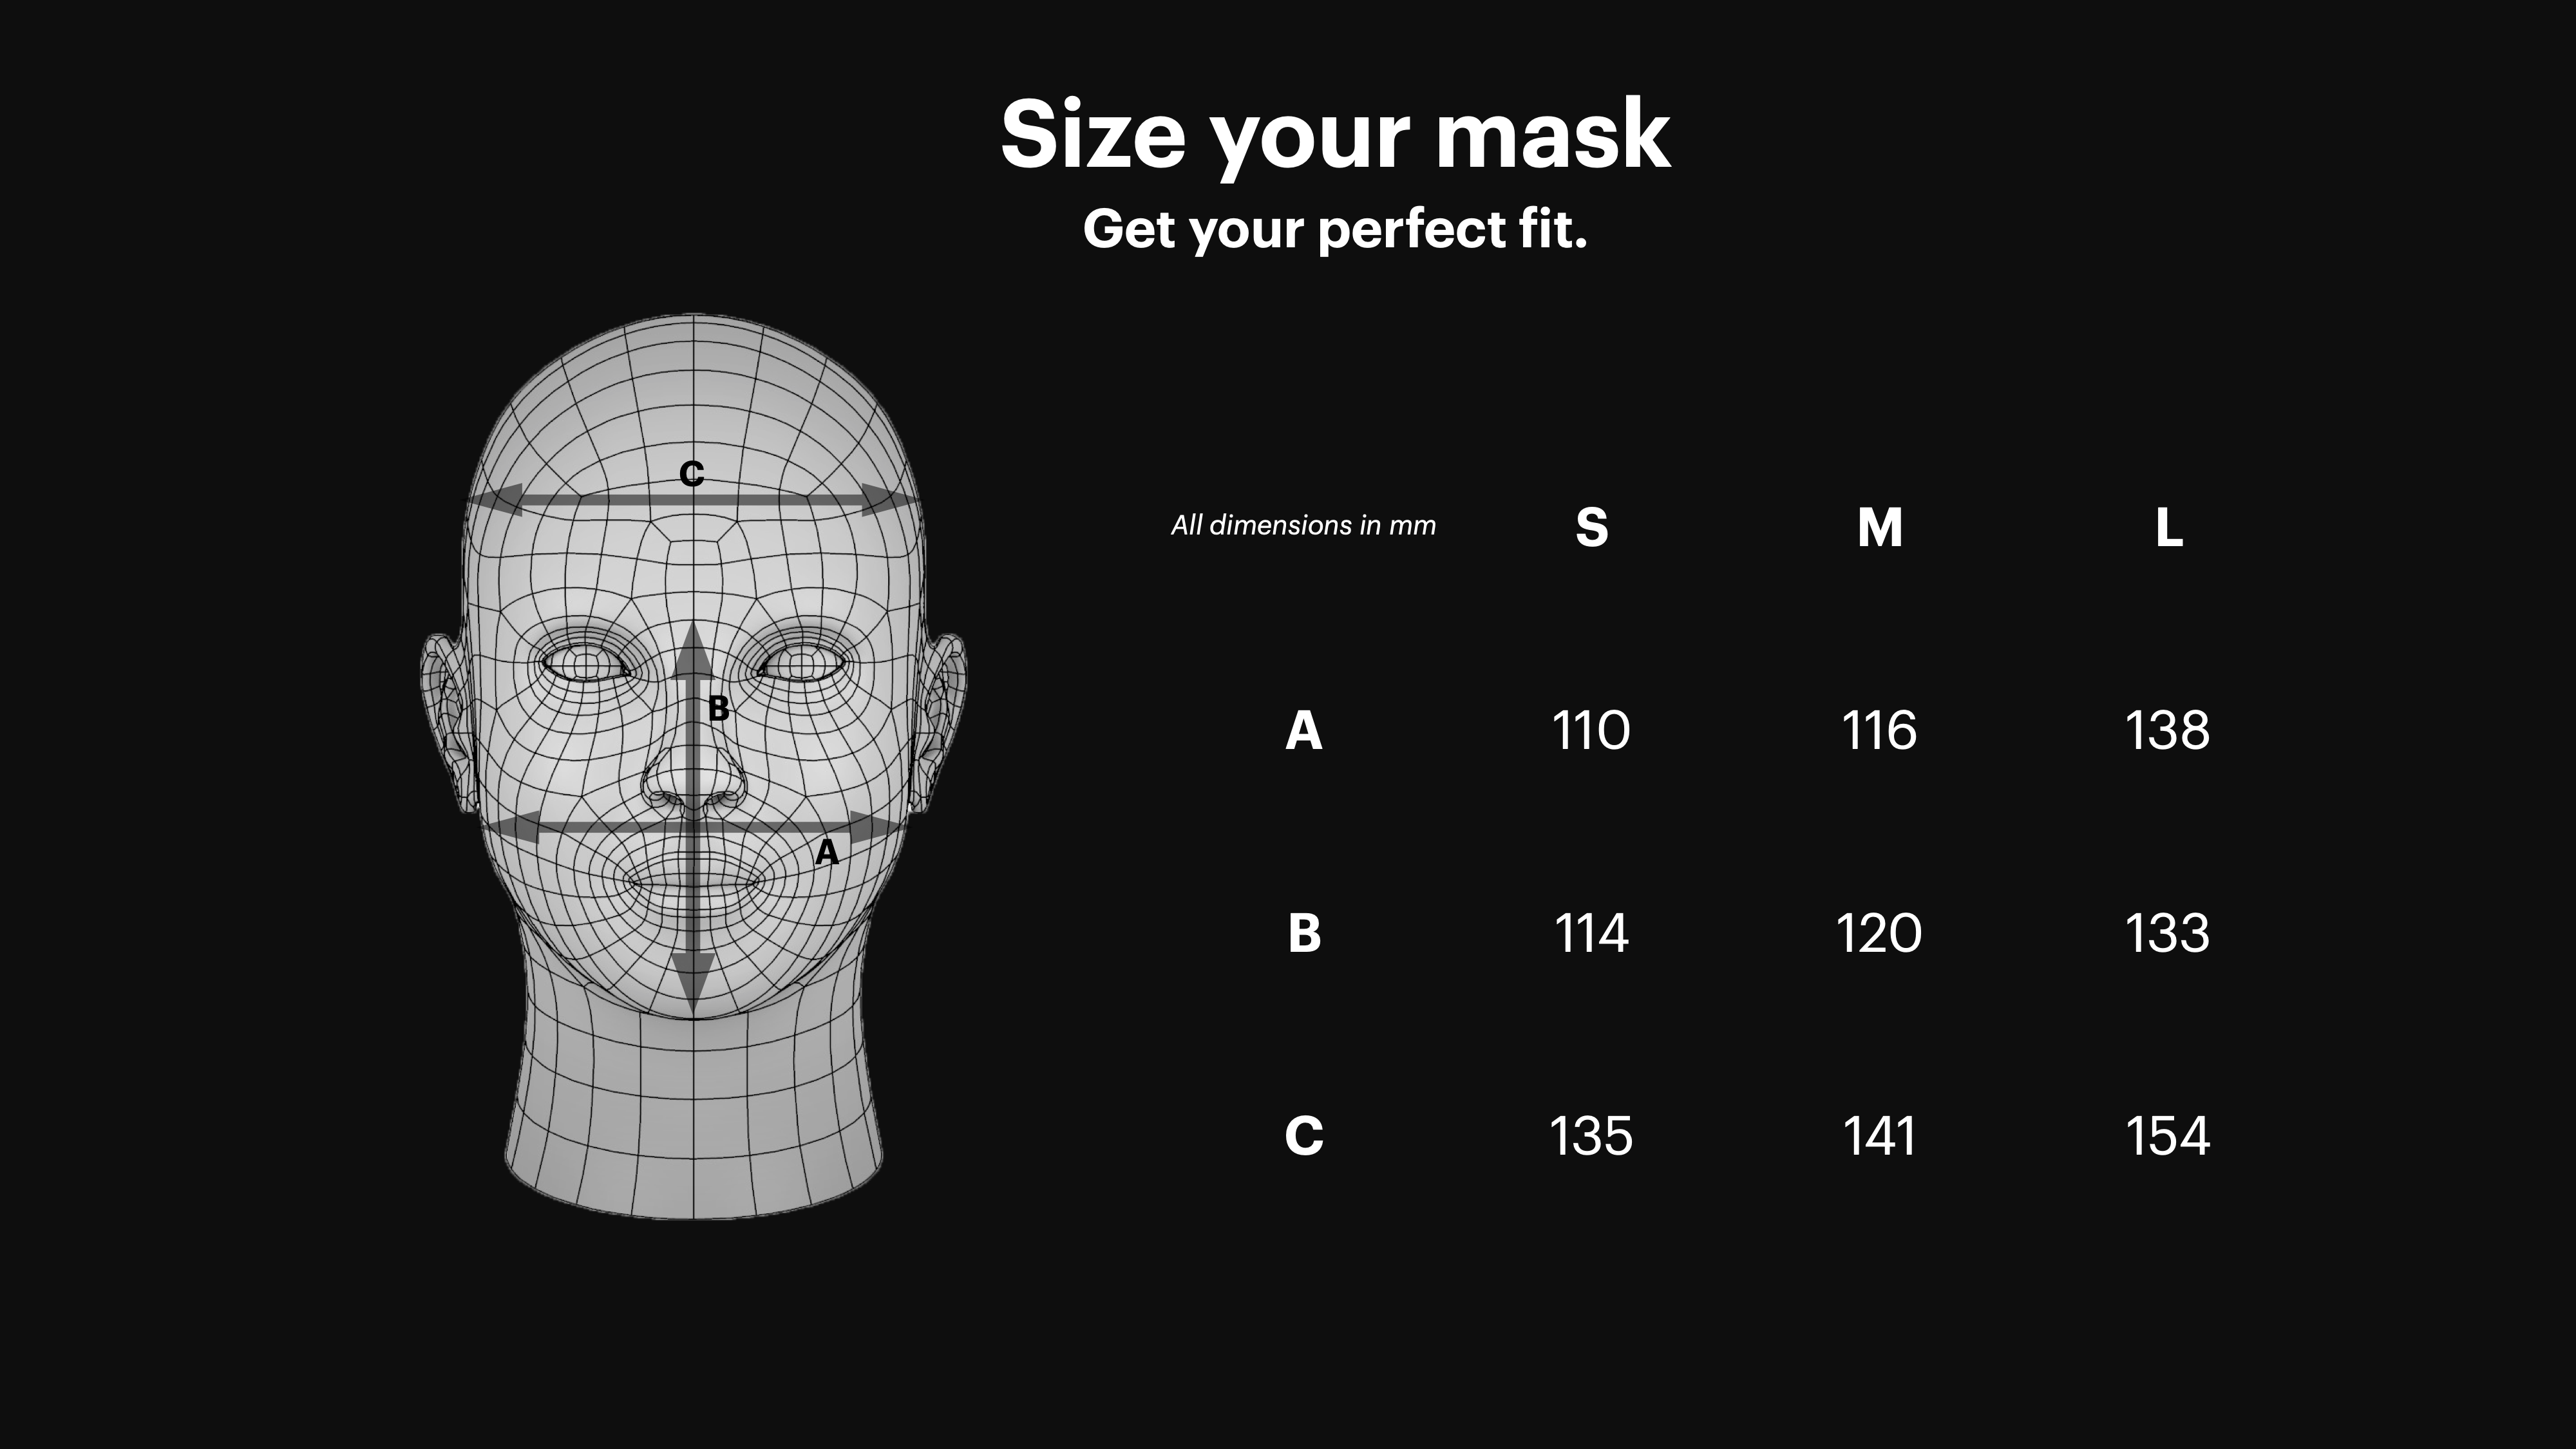 Size your mask
Get your perfect fit.
C
B
A
All dimensions in mm S M L
A 110 116 138
B 114 120 133
C 135 141 154